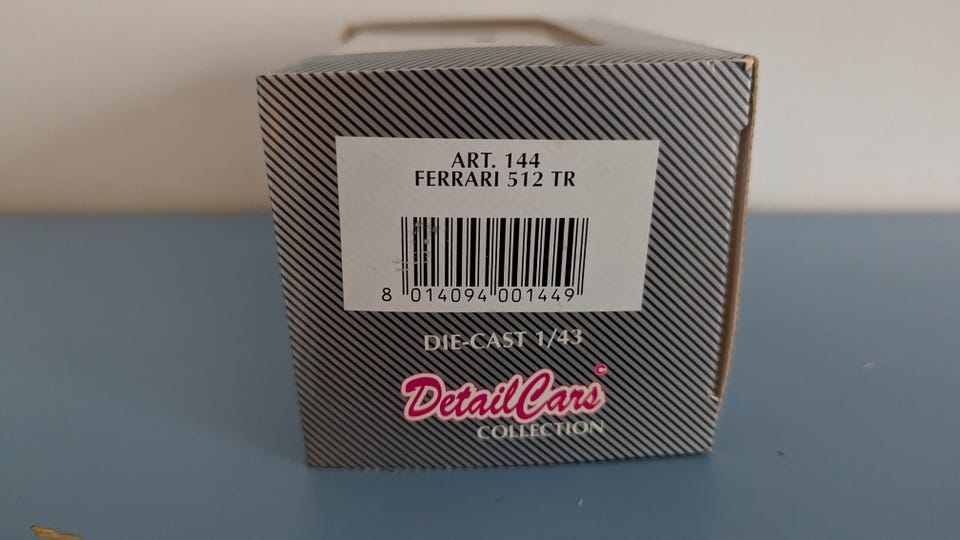 ART. 144
FERRARI 512 TR
8 014094 001449
DIE-CAST 1/43
DetailCars ©
COLLECTION